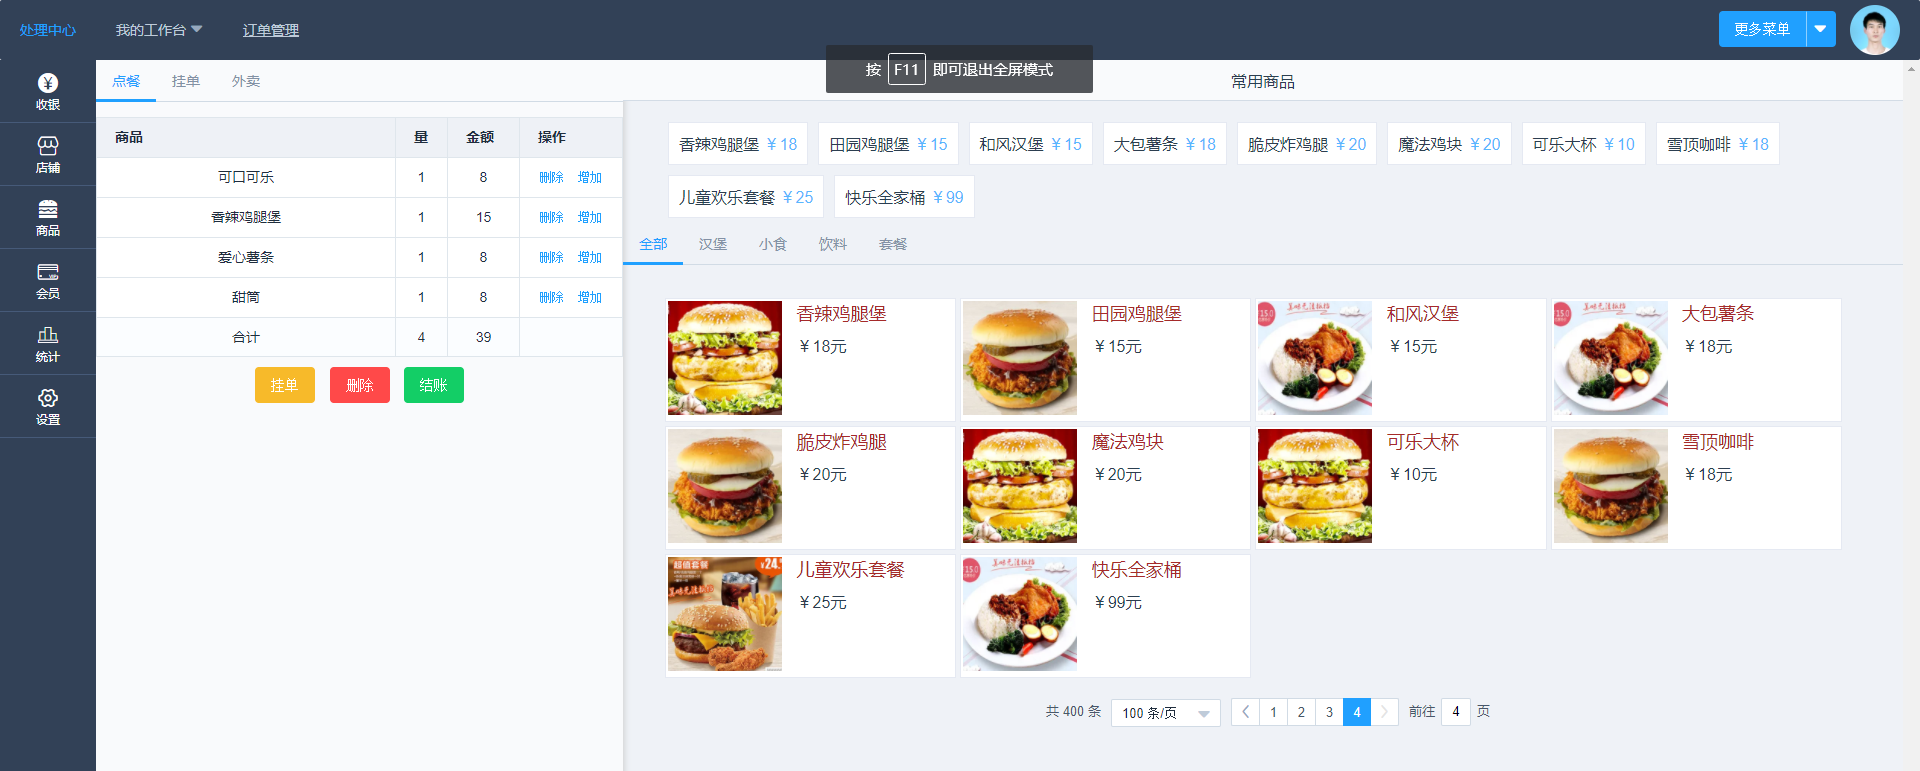 处理中心 我的工作台 订单管理 更多菜单
按 F11 即可退出全屏模式
收银
店铺
商品
会员
统计
设置
点餐 挂单 外卖
商品 量 金额 操作
可口可乐 1 8 删除 增加
香辣鸡腿堡 1 15 删除 增加
爱心薯条 1 8 删除 增加
甜筒 1 8 删除 增加
合计 4 39
挂单 删除 结账
常用商品
香辣鸡腿堡 ￥18 田园鸡腿堡 ￥15 和风汉堡 ￥15 大包薯条 ￥18 脆皮炸鸡腿 ￥20 魔法鸡块 ￥20 可乐大杯 ￥10 雪顶咖啡 ￥18
儿童欢乐套餐 ￥25 快乐全家桶 ￥99
全部 汉堡 小食 饮料 套餐
香辣鸡腿堡 田园鸡腿堡 和风汉堡 大包薯条
￥18元 ￥15元 ￥15元 ￥18元
脆皮炸鸡腿 魔法鸡块 可乐大杯 雪顶咖啡
￥20元 ￥20元 ￥10元 ￥18元
儿童欢乐套餐 快乐全家桶
￥25元 ￥99元
超值套餐 ￥24.
共 400 条 100 条/页 1 2 3 4 前往 4 页